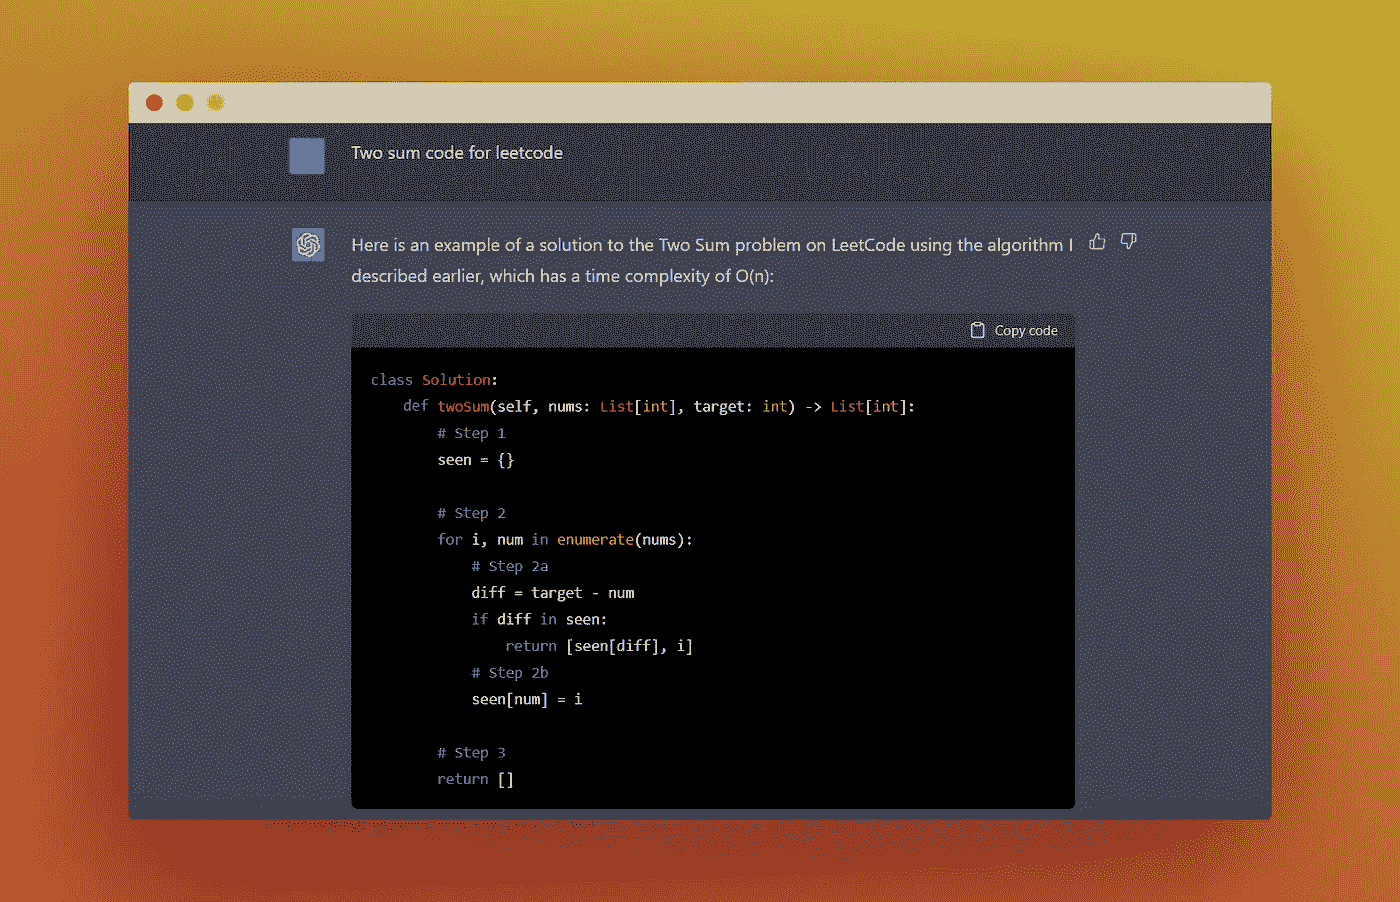 Two sum code for leetcode
Here is an example of a solution to the Two Sum problem on LeetCode using the algorithm I
described earlier, which has a time complexity of O(n):
Copy code
class Solution:
    def twoSum(self, nums: List[int], target: int) -> List[int]:
        # Step 1
        seen = {}
        # Step 2
        for i, num in enumerate(nums):
            # Step 2a
            diff = target - num
            if diff in seen:
                return [seen[diff], i]
            # Step 2b
            seen[num] = i
        # Step 3
        return []